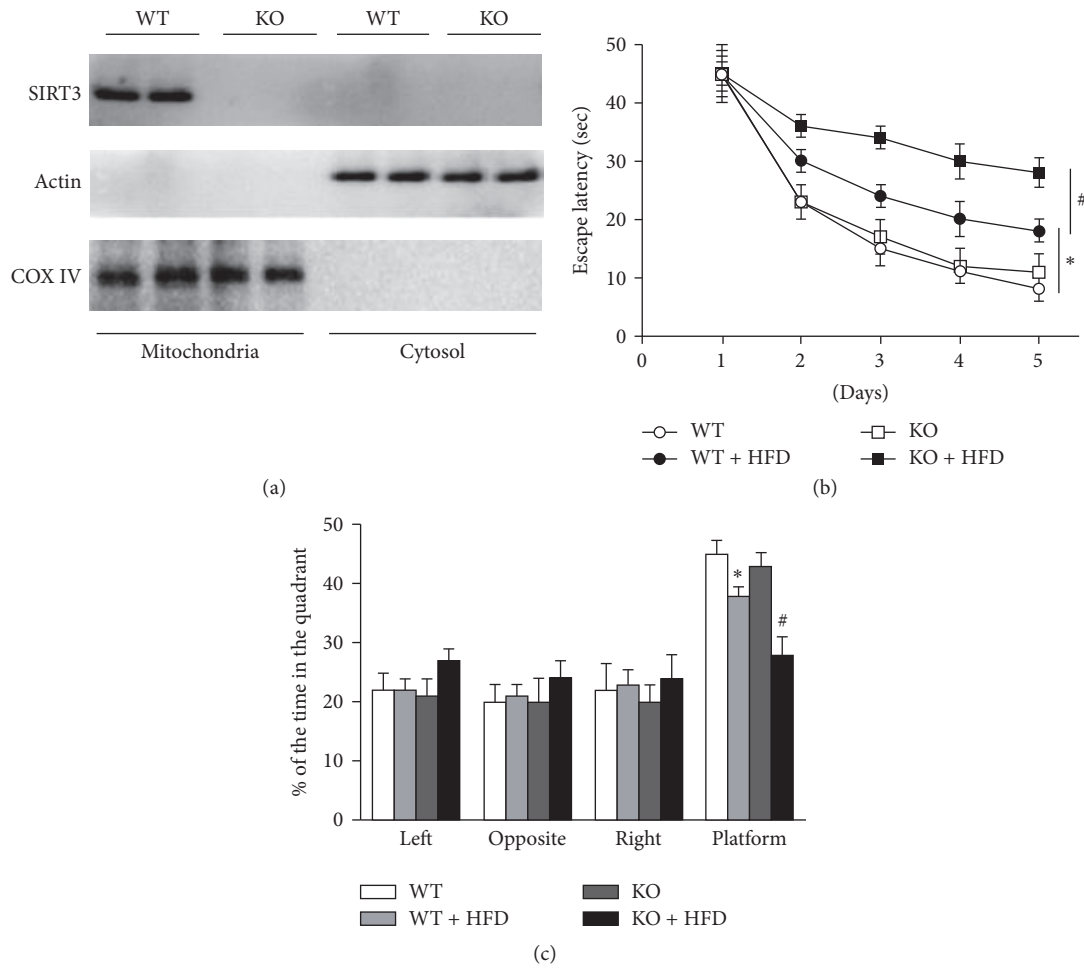 WT KO WT KO
SIRT3
Actin
COX IV
Mitochondria Cytosol
(a)
Escape latency (sec)
50
40
30
20
10
0
0 1 2 3 4 5
(Days)
#
*
WT KO
WT + HFD KO + HFD
(b)
% of the time in the quadrant
50
40
30
20
10
0
*
#
Left Opposite Right Platform
WT KO
WT + HFD KO + HFD
(c)